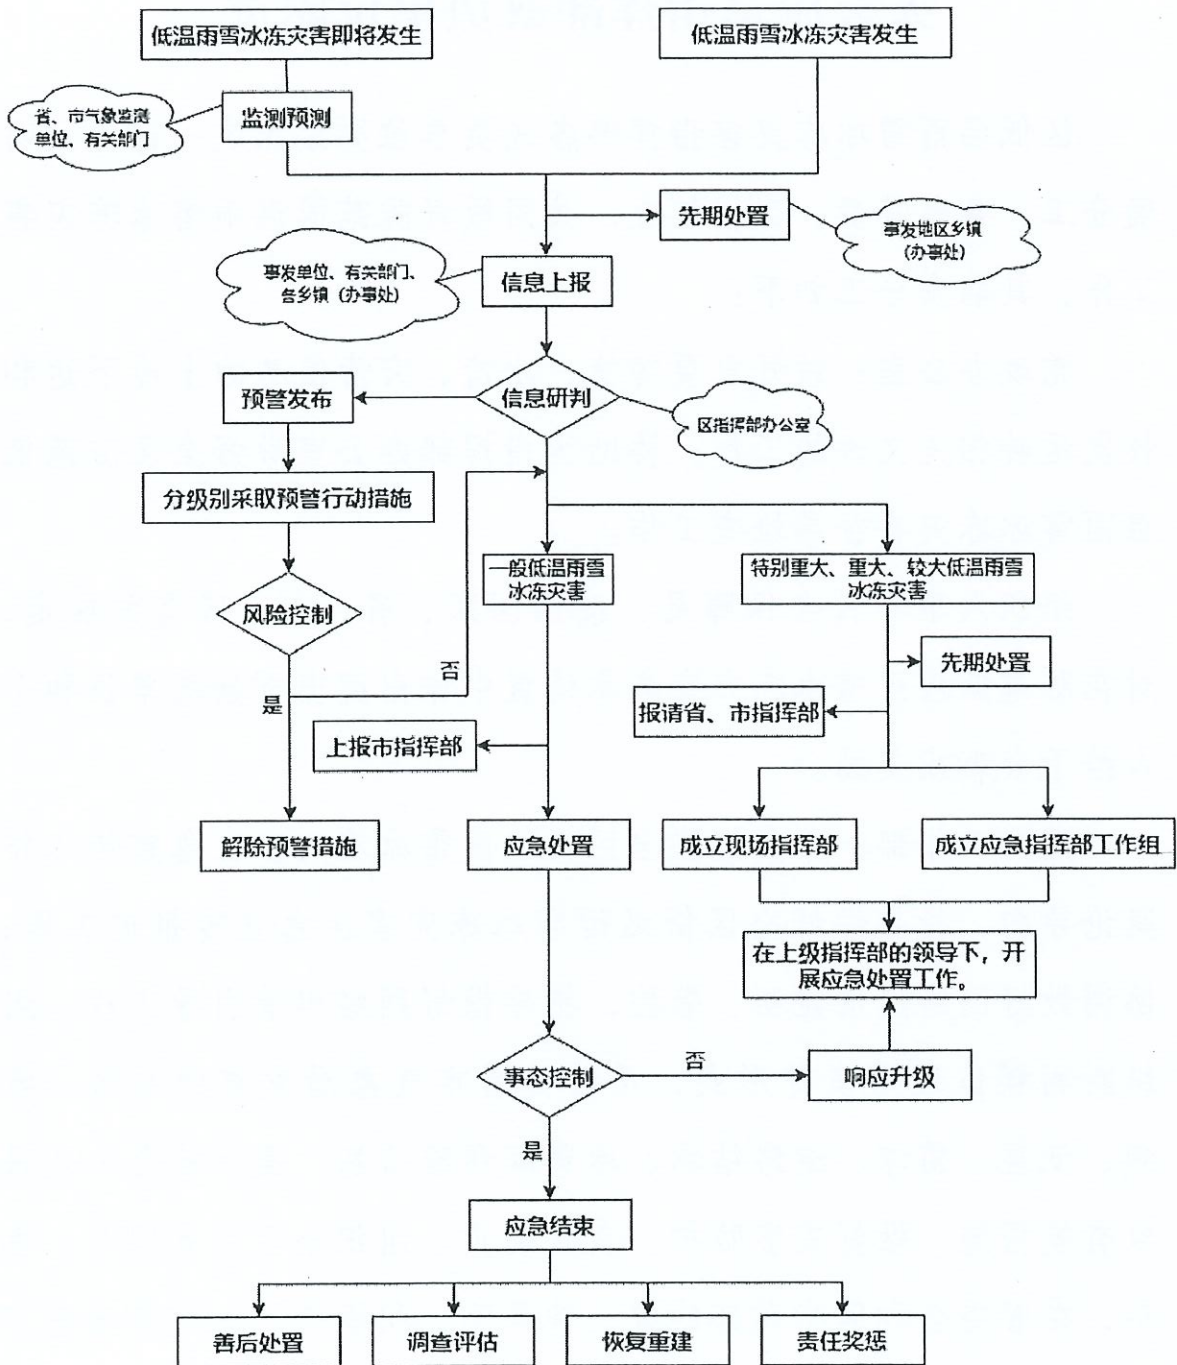 低温雨雪冰冻灾害即将发生
低温雨雪冰冻灾害发生
省、市气象监测
单位、有关部门
监测预测
先期处置
事发地区乡镇
(办事处)
事发单位、有关部门、
各乡镇（办事处）
信息上报
预警发布
信息研判
区指挥部办公室
分级别采取预警行动措施
一般低温雨雪
冰冻灾害
特别重大、重大、较大低温雨雪
冰冻灾害
风险控制
否
是
先期处置
报请省、市指挥部
上报市指挥部
解除预警措施
应急处置
成立现场指挥部
成立应急指挥部工作组
在上级指挥部的领导下，开
展应急处置工作。
事态控制
否
响应升级
是
应急结束
善后处置
调查评估
恢复重建
责任奖惩